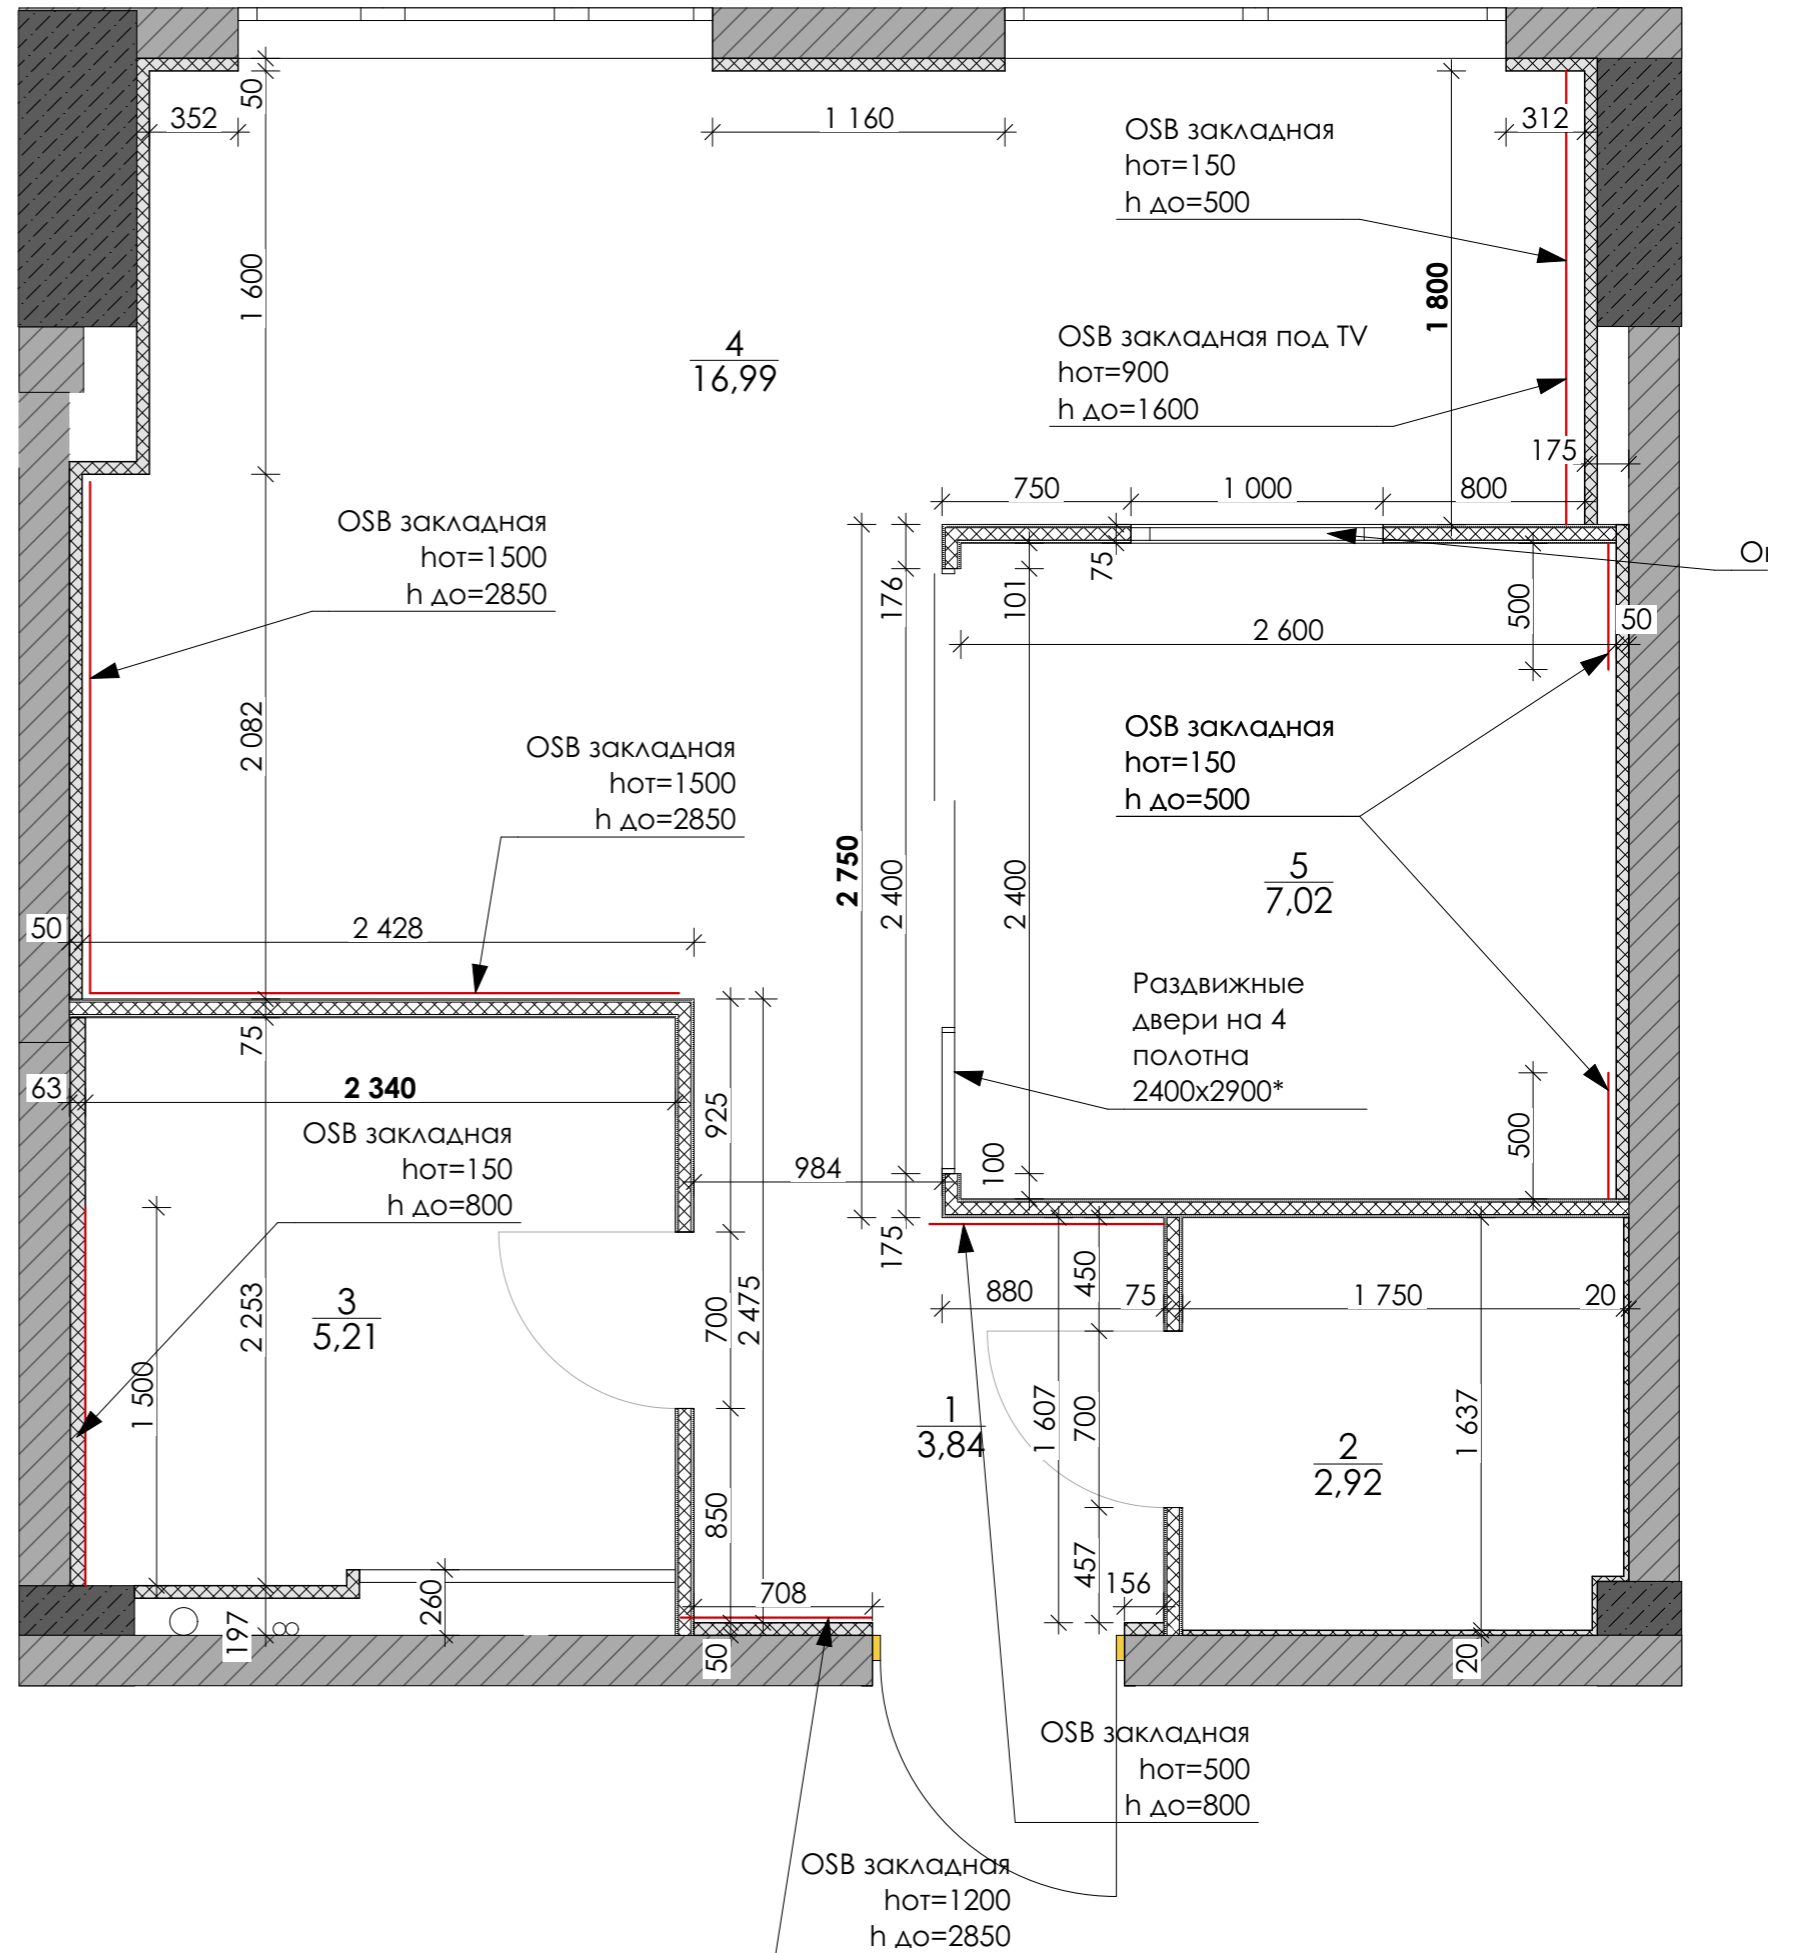 50
352
1 160
312
OSB закладная
hот=150
h до=500
1 600
1 800
4
16,99
OSB закладная под TV
hот=900
h до=1600
175
750
1 000
800
OSB закладная
hот=1500
h до=2850
75
176
101
500
50
2 600
2 082
OSB закладная
hот=1500
h до=2850
OSB закладная
hот=150
h до=500
2 750
2 400
2 400
5
7,02
50
2 428
Раздвижные
двери на 4
полотна
2400x2900*
75
63
2 340
925
OSB закладная
hот=150
h до=800
984
100
500
175
450
2 253
3
5,21
700
2 475
880
75
1 750
20
1 500
1
3,84
1 607
700
1 637
2
2,92
850
457
156
708
260
197
50
20
OSB закладная
hот=500
h до=800
OSB закладная
hот=1200
h до=2850